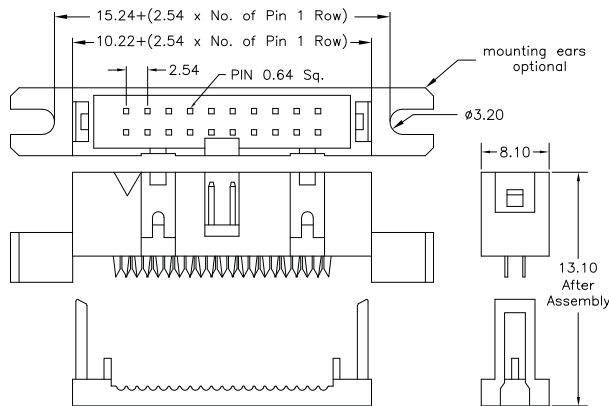 15.24+(2.54 x No. of Pin 1 Row)
10.22+(2.54 x No. of Pin 1 Row)
2.54
PIN 0.64 Sq.
mounting ears
optional
ø3.20
8.10
13.10
After
Assembly